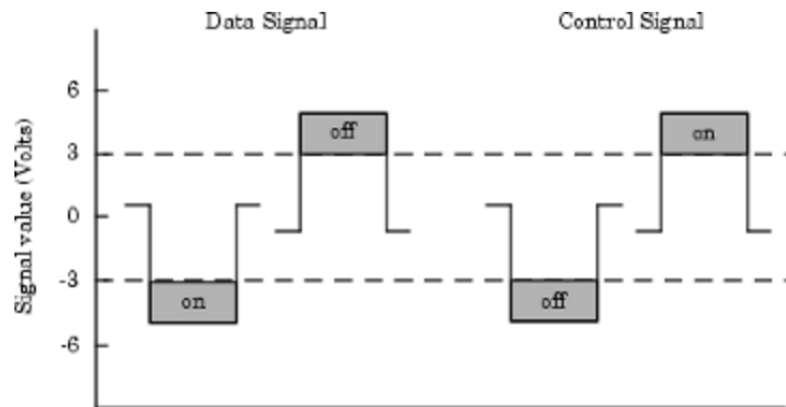 Data Signal
Control Signal
Signal value (Volts)
6
3
0
-3
-6
off
on
on
off